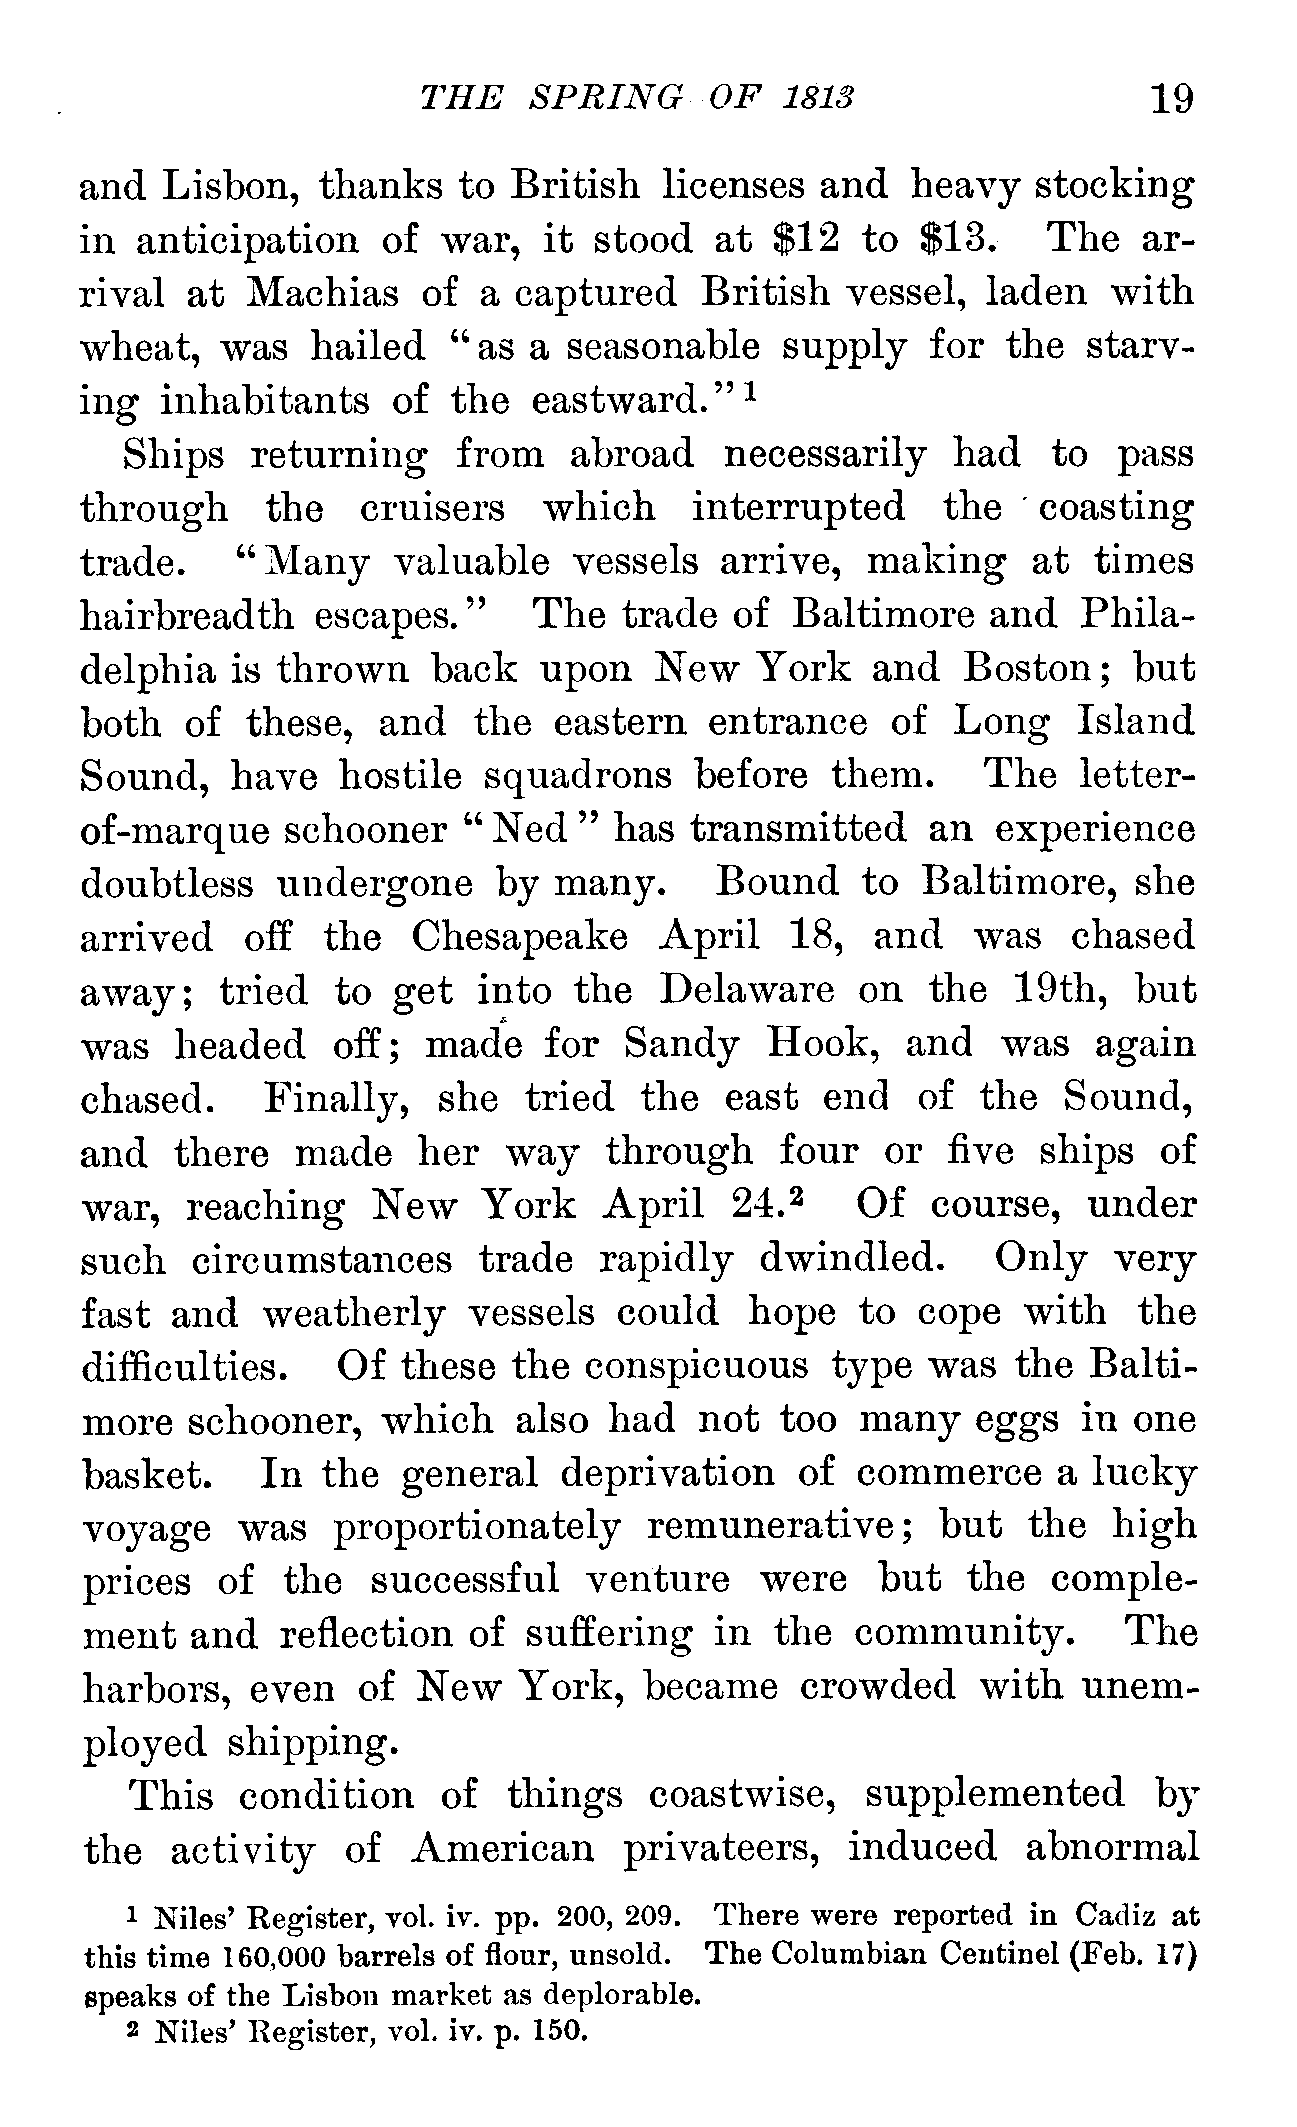 THE SPRING OF 1813 19
and Lisbon, thanks to British licenses and heavy stocking
in anticipation of war, it stood at $12 to $13. The ar-
rival at Machias of a captured British vessel, laden with
wheat, was hailed “as a seasonable supply for the starv-
ing inhabitants of the eastward.” 1
Ships returning from abroad necessarily had to pass
through the cruisers which interrupted the coasting
trade. “Many valuable vessels arrive, making at times
hairbreadth escapes.” The trade of Baltimore and Phila-
delphia is thrown back upon New York and Boston; but
both of these, and the eastern entrance of Long Island
Sound, have hostile squadrons before them. The letter-
of-marque schooner “Ned” has transmitted an experience
doubtless undergone by many. Bound to Baltimore, she
arrived off the Chesapeake April 18, and was chased
away; tried to get into the Delaware on the 19th, but
was headed off; made for Sandy Hook, and was again
chased. Finally, she tried the east end of the Sound,
and there made her way through four or five ships of
war, reaching New York April 24.2 Of course, under
such circumstances trade rapidly dwindled. Only very
fast and weatherly vessels could hope to cope with the
difficulties. Of these the conspicuous type was the Balti-
more schooner, which also had not too many eggs in one
basket. In the general deprivation of commerce a lucky
voyage was proportionately remunerative; but the high
prices of the successful venture were but the comple-
ment and reflection of suffering in the community. The
harbors, even of New York, became crowded with unem-
ployed shipping.
This condition of things coastwise, supplemented by
the activity of American privateers, induced abnormal
1 Niles’ Register, vol. iv. pp. 200, 209. There were reported in Cadiz at
this time 160,000 barrels of flour, unsold. The Columbian Centinel (Feb. 17)
speaks of the Lisbon market as deplorable.
2 Niles’ Register, vol. iv. p. 150.